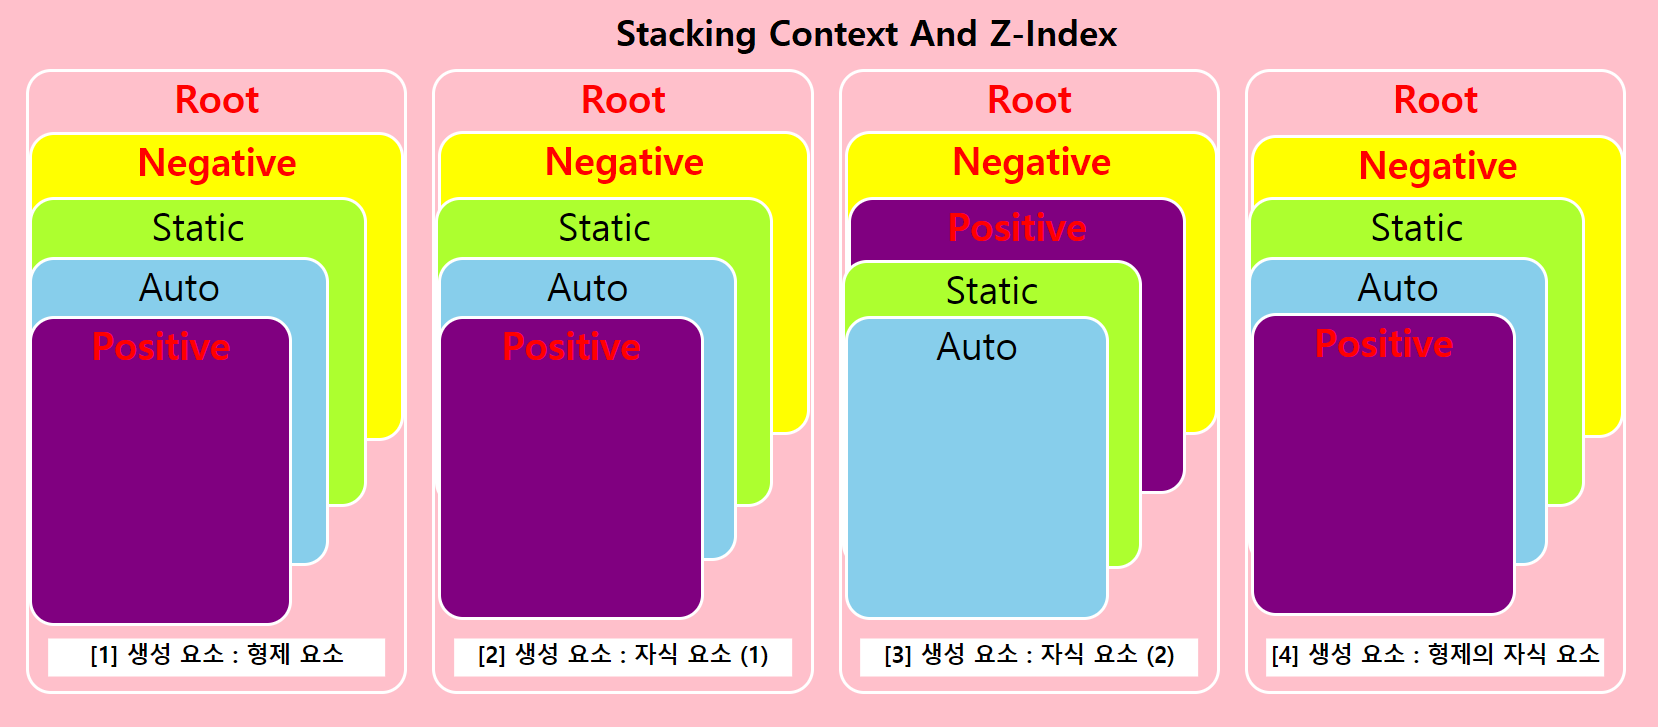 Stacking Context And Z-Index
Root
Negative
Static
Auto
Positive
[1] 생성 요소 : 형제 요소
Root
Negative
Static
Auto
Positive
[2] 생성 요소 : 자식 요소 (1)
Root
Negative
Positive
Static
Auto
[3] 생성 요소 : 자식 요소 (2)
Root
Negative
Static
Auto
Positive
[4] 생성 요소 : 형제의 자식 요소